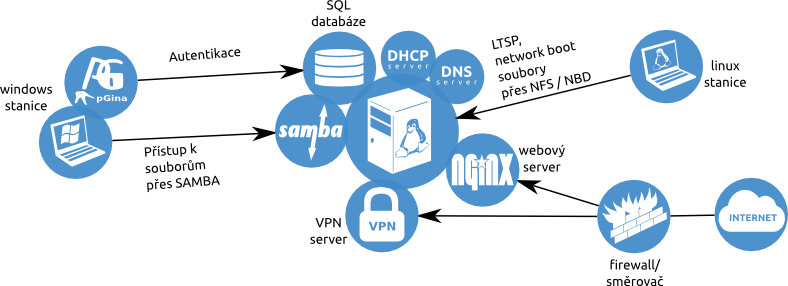 SQL
databáze
Autentikace
DHCP
server
DNS
server
LTSP,
network boot
soubory
přes NFS / NBD
linux
stanice
windows
stanice
pGina
samba
Přístup k
souborům
přes SAMBA
NGINX
webový
server
VPN
server
VPN
firewall/
směrovač
INTERNET